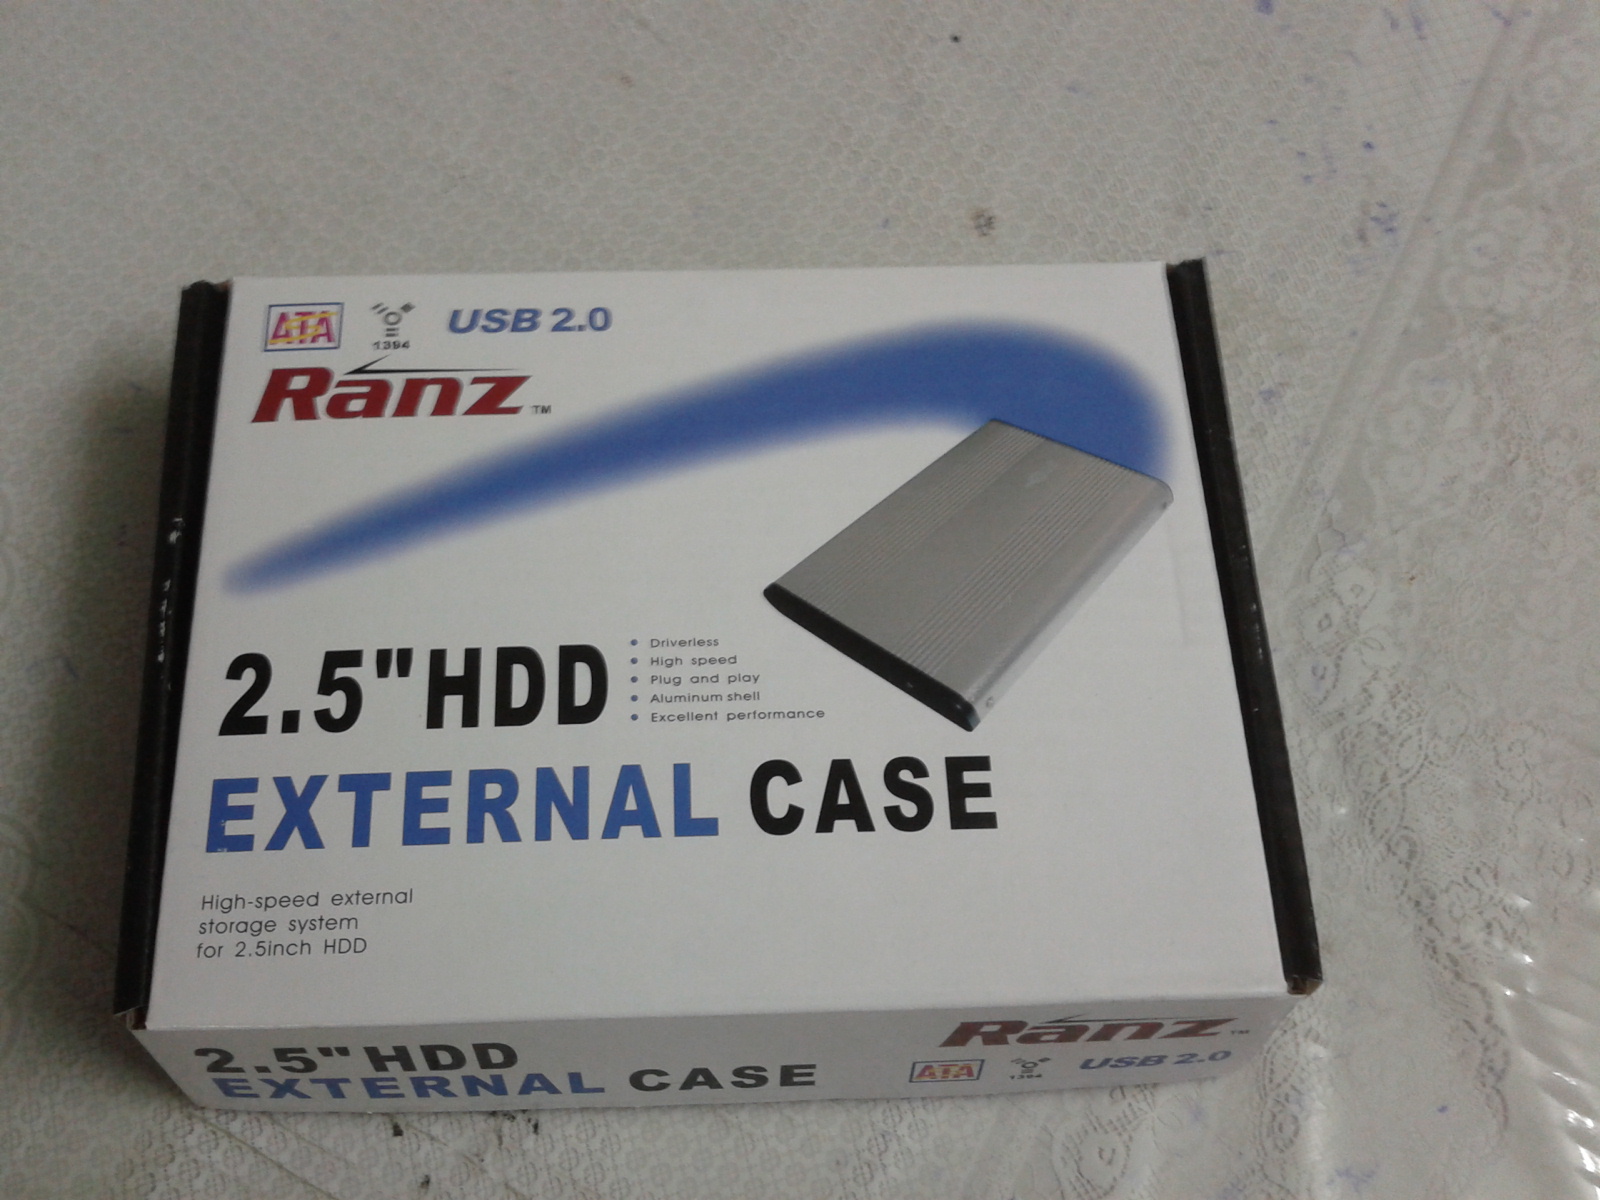 ATA
1394
USB 2.0
Ranz™
2.5"HDD
• Driverless
• High speed
• Plug and play
• Aluminum shell
• Excellent performance
EXTERNAL CASE
High-speed external
storage system
for 2.5inch HDD
2.5"HDD
EXTERNAL CASE
Ranz™
ATA
1394
USB 2.0